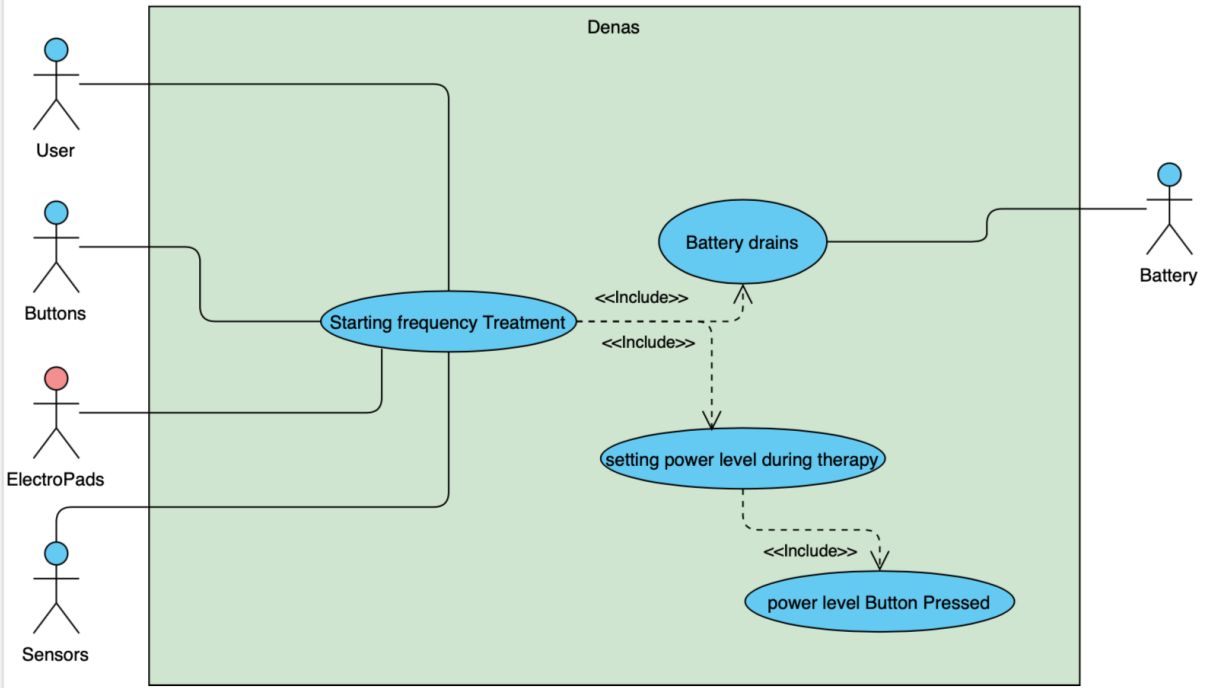 Denas
User
Buttons
ElectroPads
Sensors
Battery
Battery drains
<<Include>>
Starting frequency Treatment
<<Include>>
setting power level during therapy
<<Include>>
power level Button Pressed